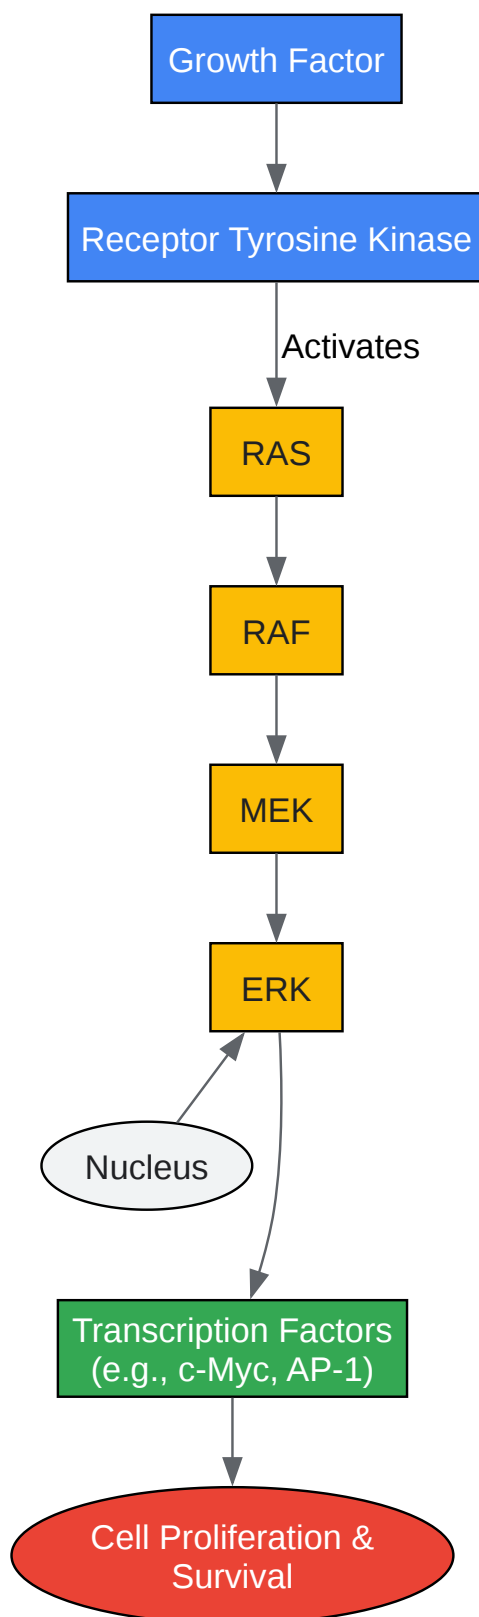 Growth Factor
Receptor Tyrosine Kinase
Activates
RAS
RAF
MEK
ERK
Nucleus
Transcription Factors
(e.g., c-Myc, AP-1)
Cell Proliferation &
Survival